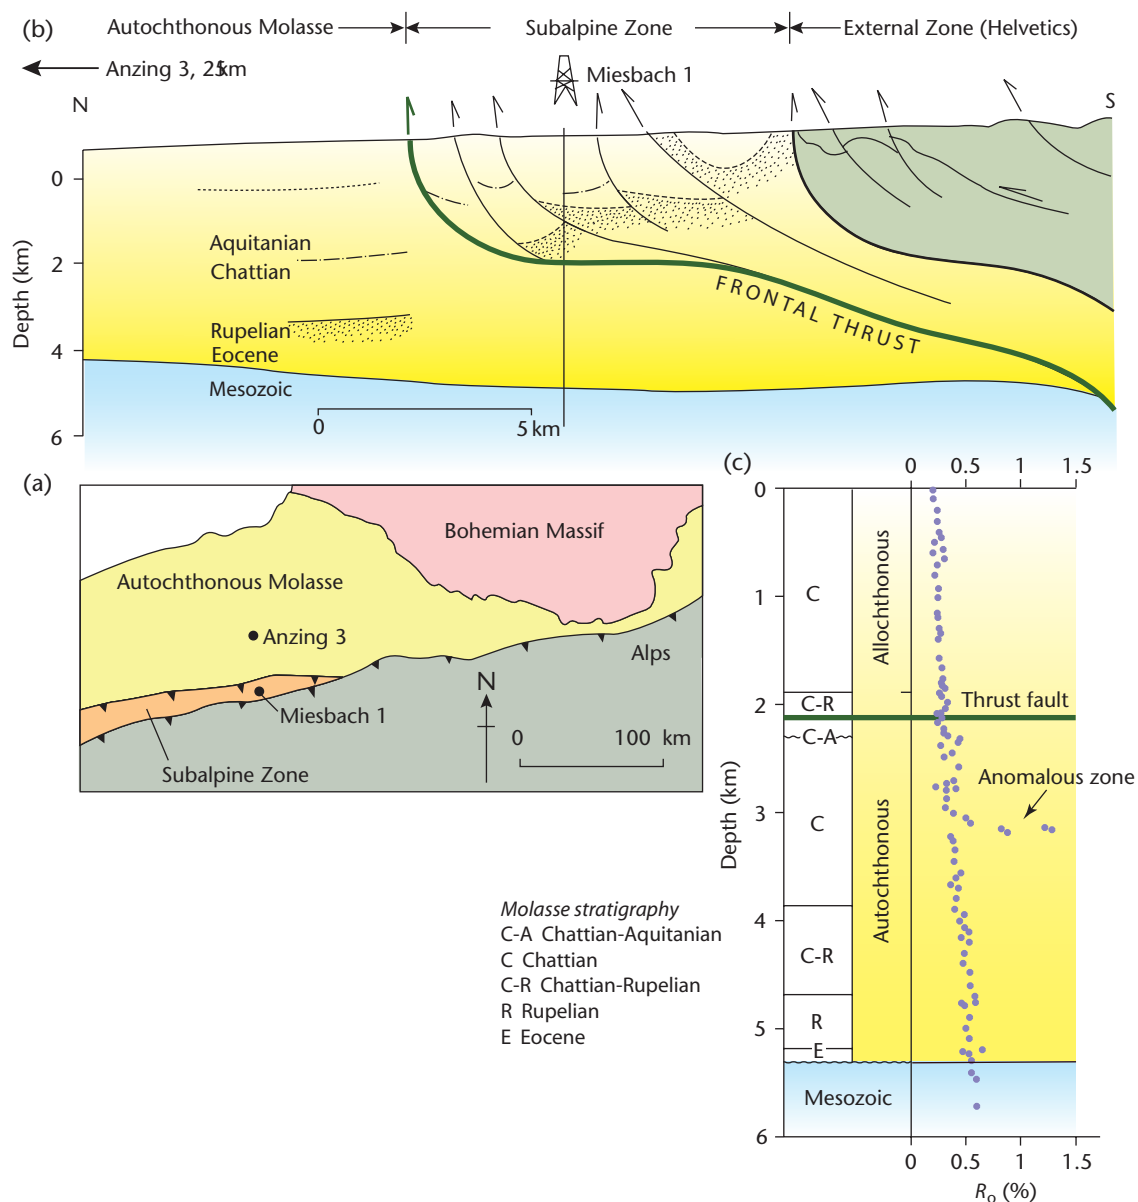 (b)
Autochthonous Molasse
Subalpine Zone
External Zone (Helvetics)
Anzing 3, 25km
Miesbach 1
N
S
0
2
4
6
Depth (km)
Aquitanian
Chattian
Rupelian
Eocene
Mesozoic
FRONTAL THRUST
0
5 km
(a)
Bohemian Massif
Autochthonous Molasse
Anzing 3
Alps
Miesbach 1
Subalpine Zone
N
0
100 km
Molasse stratigraphy
C-A Chattian-Aquitanian
C Chattian
C-R Chattian-Rupelian
R Rupelian
E Eocene
(c)
0
0.5
1
1.5
0
1
2
3
4
5
6
Depth (km)
C
C-R
C-A
C
C-R
R
E
Mesozoic
Allochthonous
Autochthonous
Thrust fault
Anomalous zone
0
0.5
1
1.5
Ro (%)